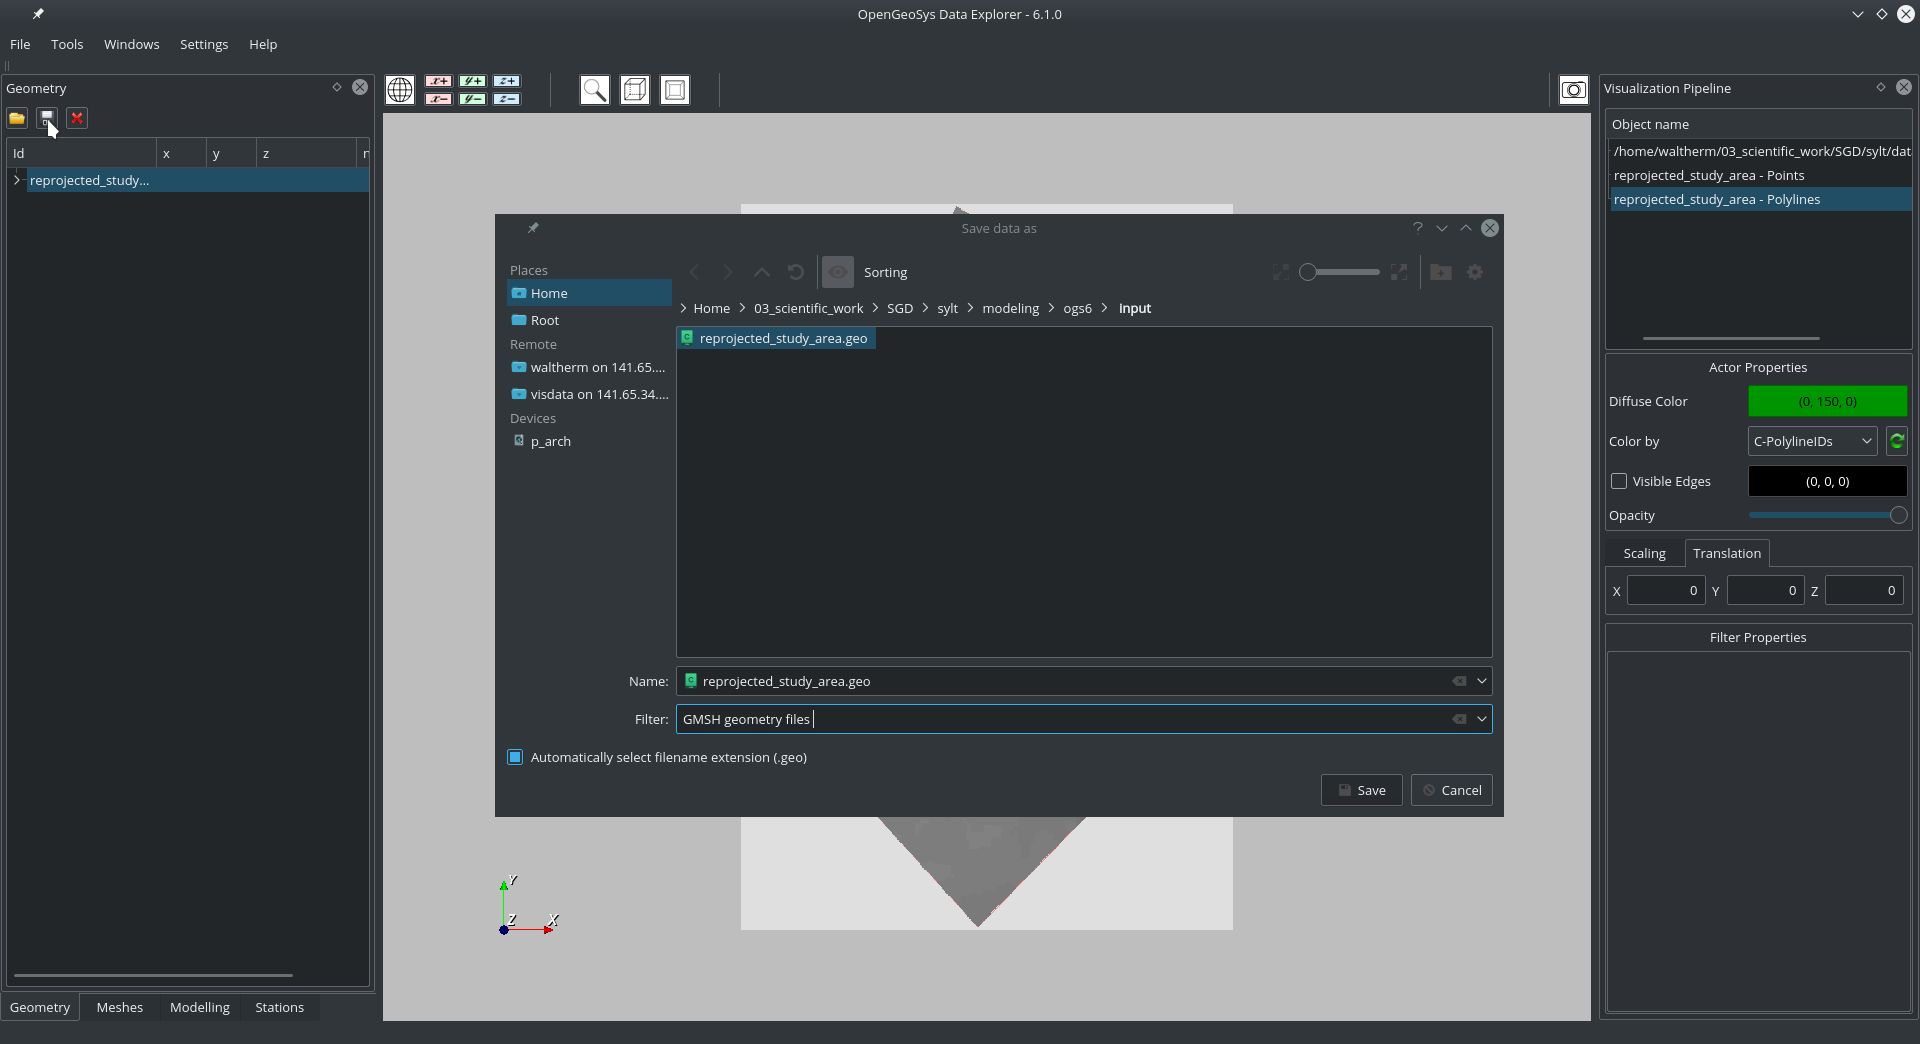 OpenGeoSys Data Explorer - 6.1.0
File Tools Windows Settings Help
Geometry
Id x y z n
reprojected_study...
Geometry Meshes Modelling Stations
x+ y+ z+
x- y- z-
Save data as
Places
Home
Root
Remote
waltherm on 141.65....
visdata on 141.65.34....
Devices
p_arch
Sorting
Home > 03_scientific_work > SGD > sylt > modeling > ogs6 > input
reprojected_study_area.geo
Name: reprojected_study_area.geo
Filter: GMSH geometry files
Automatically select filename extension (.geo)
Save Cancel
Y
Z X
Visualization Pipeline
Object name
/home/waltherm/03_scientific_work/SGD/sylt/dat
reprojected_study_area - Points
reprojected_study_area - Polylines
Actor Properties
Diffuse Color (0, 150, 0)
Color by C-PolylineIDs
Visible Edges (0, 0, 0)
Opacity
Scaling Translation
X 0 Y 0 Z 0
Filter Properties